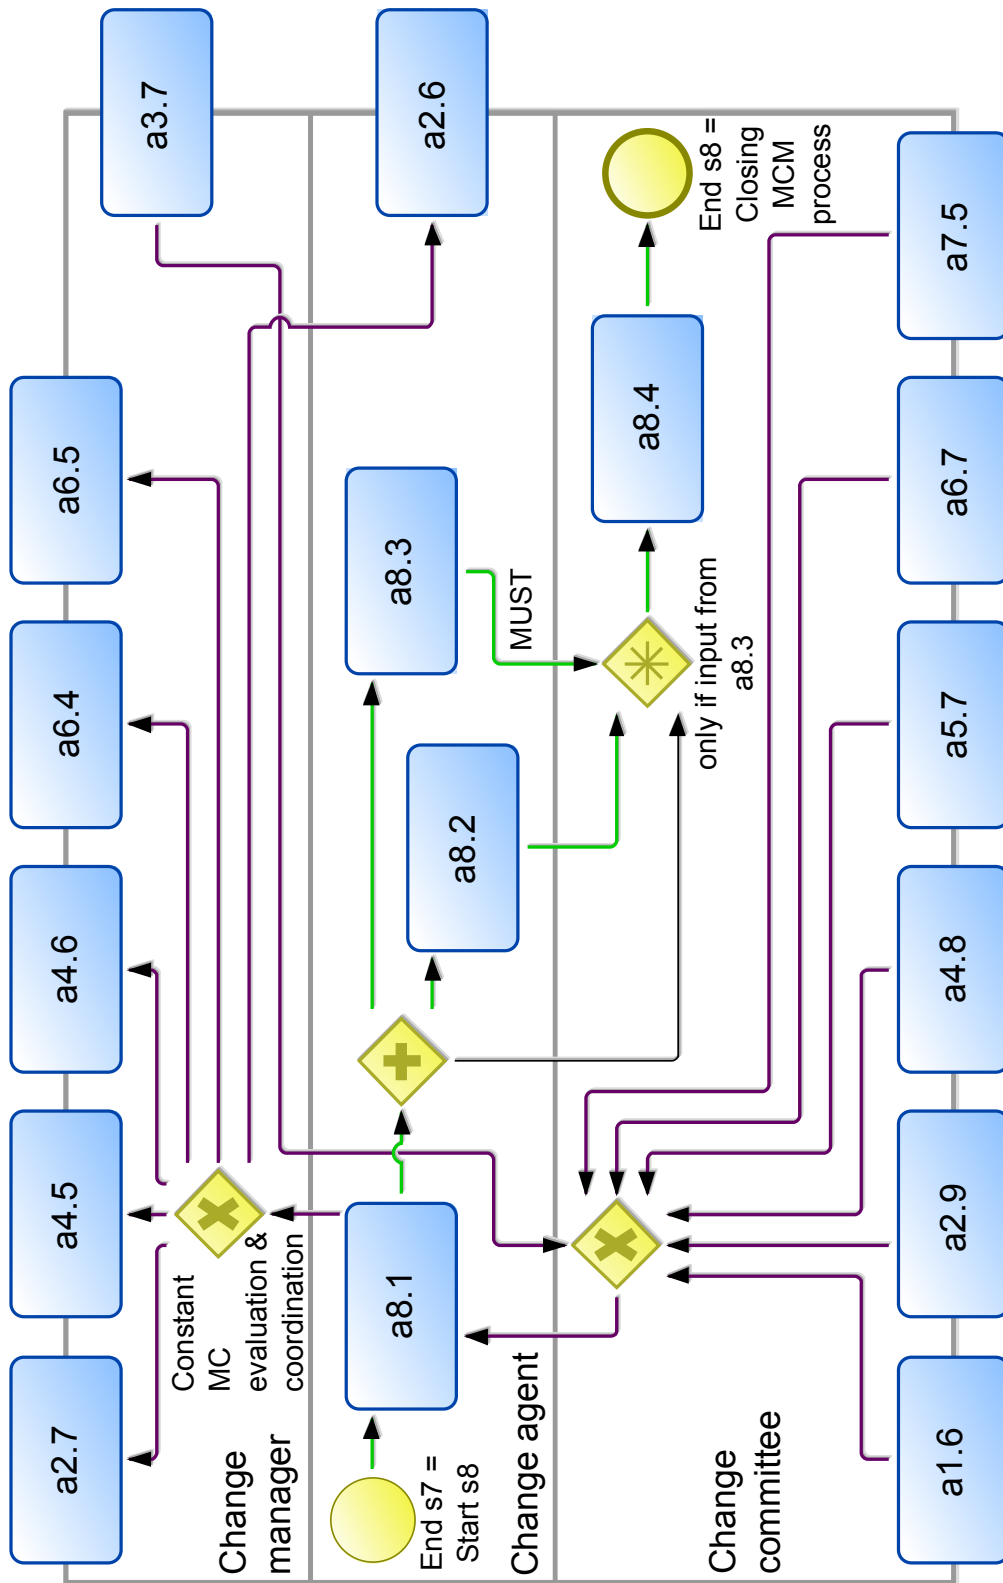 a2.7
a4.5
a4.6
a6.4
a6.5
a3.7
Constant
MC
evaluation &
coordination
Change
manager
a2.6
End s7 =
Start s8
a8.1
a8.2
a8.3
MUST
Change agent
only if input from
a8.3
a8.4
End s8 =
Closing
MCM
process
Change
committee
a1.6
a2.9
a4.8
a5.7
a6.7
a7.5